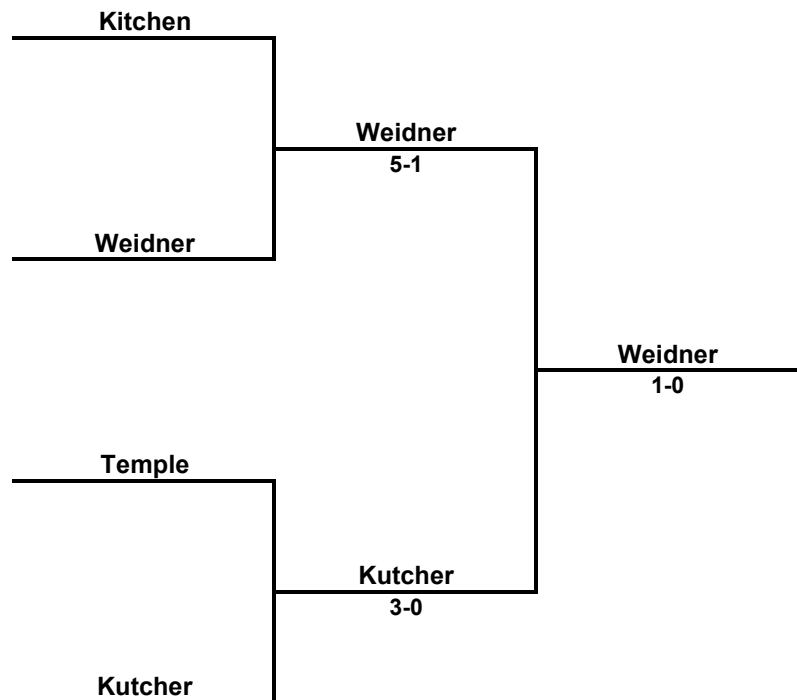 Kitchen
Weidner
5-1
Weidner
Weidner
1-0
Temple
Kutcher
3-0
Kutcher